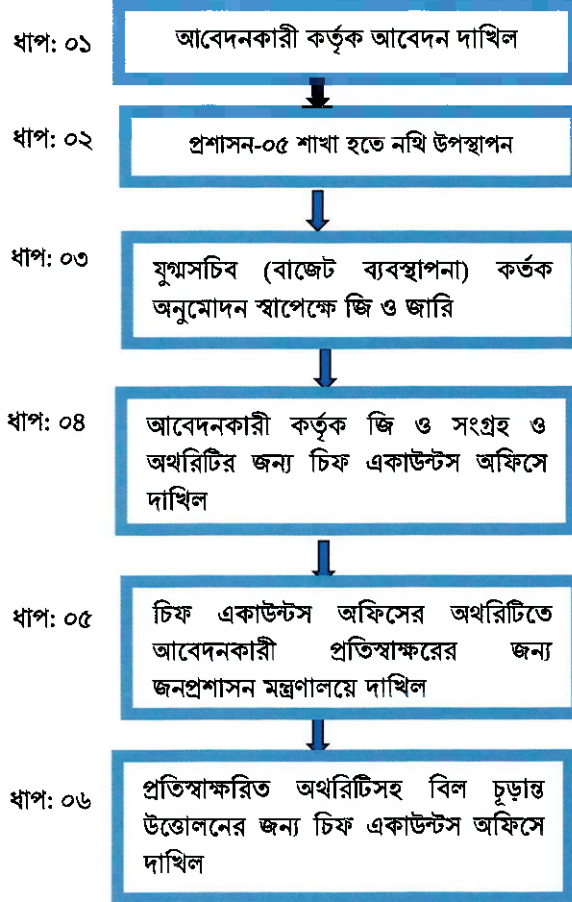 ধাপ: ০১
আবেদনকারী কর্তৃক আবেদন দাখিল
ধাপ: ০২
প্রশাসন-০৫ শাখা হতে নথি উপস্থাপন
ধাপ: ০৩
যুগ্মসচিব (বাজেট ব্যবস্থাপনা) কর্তক
অনুমোদন স্বাপেক্ষে জি ও জারি
ধাপ: ০৪
আবেদনকারী কর্তৃক জি ও সংগ্রহ ও
অথরিটির জন্য চিফ একাউন্টস অফিসে
দাখিল
ধাপ: ০৫
চিফ একাউন্টস অফিসের অথরিটিতে
আবেদনকারী প্রতিস্বাক্ষরের জন্য
জনপ্রশাসন মন্ত্রণালয়ে দাখিল
ধাপ: ০৬
প্রতিস্বাক্ষরিত অথরিটিসহ বিল চূড়ান্ত
উত্তোলনের জন্য চিফ একাউন্টস অফিসে
দাখিল